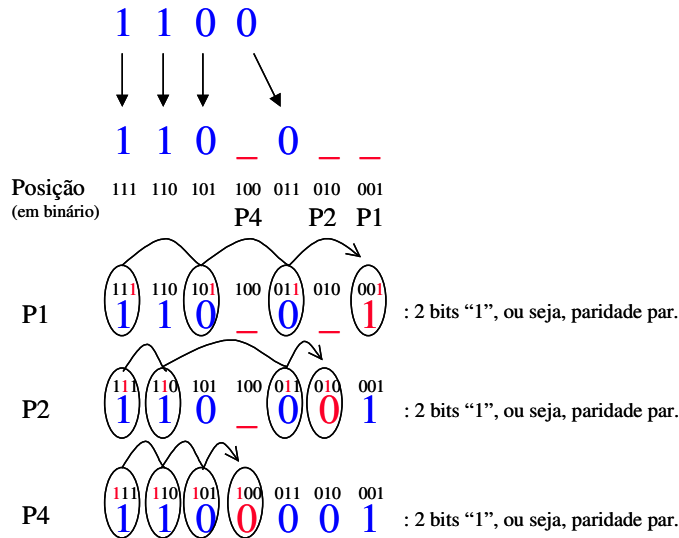 1 1 0 0
1 1 0 _ 0 _ _
Posição 111 110 101 100 011 010 001
(em binário)
P4 P2 P1
111 110 101 100 011 010 001
P1 1 1 0 _ 0 _ 1 : 2 bits “1”, ou seja, paridade par.
111 110 101 100 011 010 001
P2 1 1 0 _ 0 0 1 : 2 bits “1”, ou seja, paridade par.
111 110 101 100 011 010 001
P4 1 1 0 0 0 0 1 : 2 bits “1”, ou seja, paridade par.